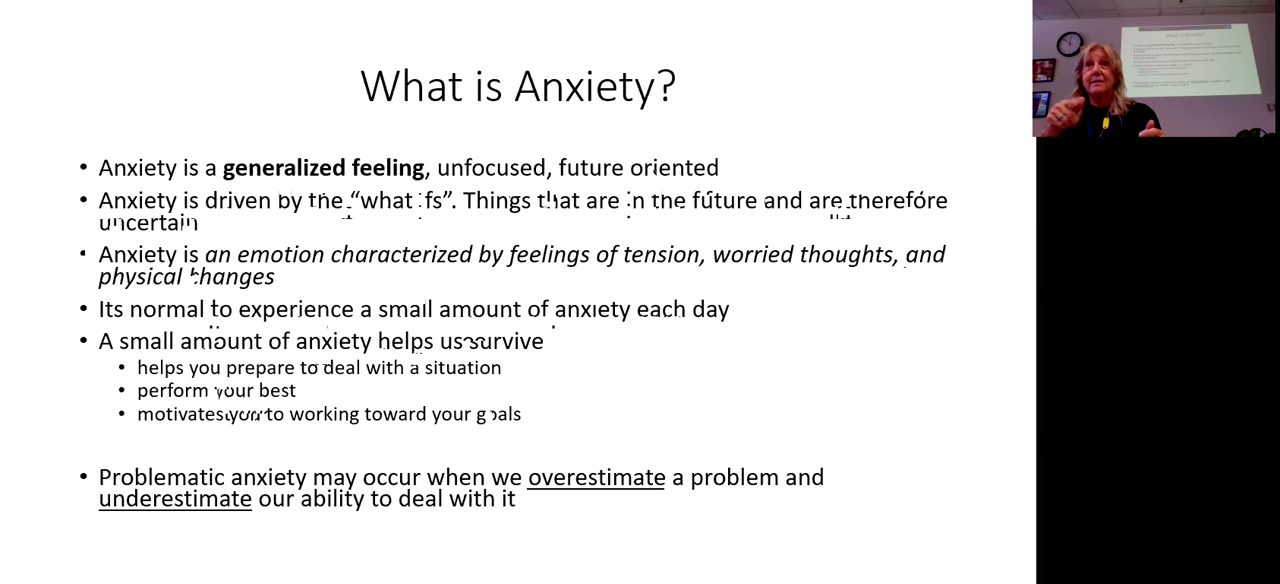 What is Anxiety?
• Anxiety is a generalized feeling, unfocused, future oriented
• Anxiety is driven by the “what ifs”. Things that are in the future and are therefore
uncertain
• Anxiety is an emotion characterized by feelings of tension, worried thoughts, and
physical changes
• Its normal to experience a small amount of anxiety each day
• A small amount of anxiety helps us survive
• helps you prepare to deal with a situation
• perform your best
• motivates you to working toward your goals
• Problematic anxiety may occur when we overestimate a problem and
underestimate our ability to deal with it
What is Anxiety?